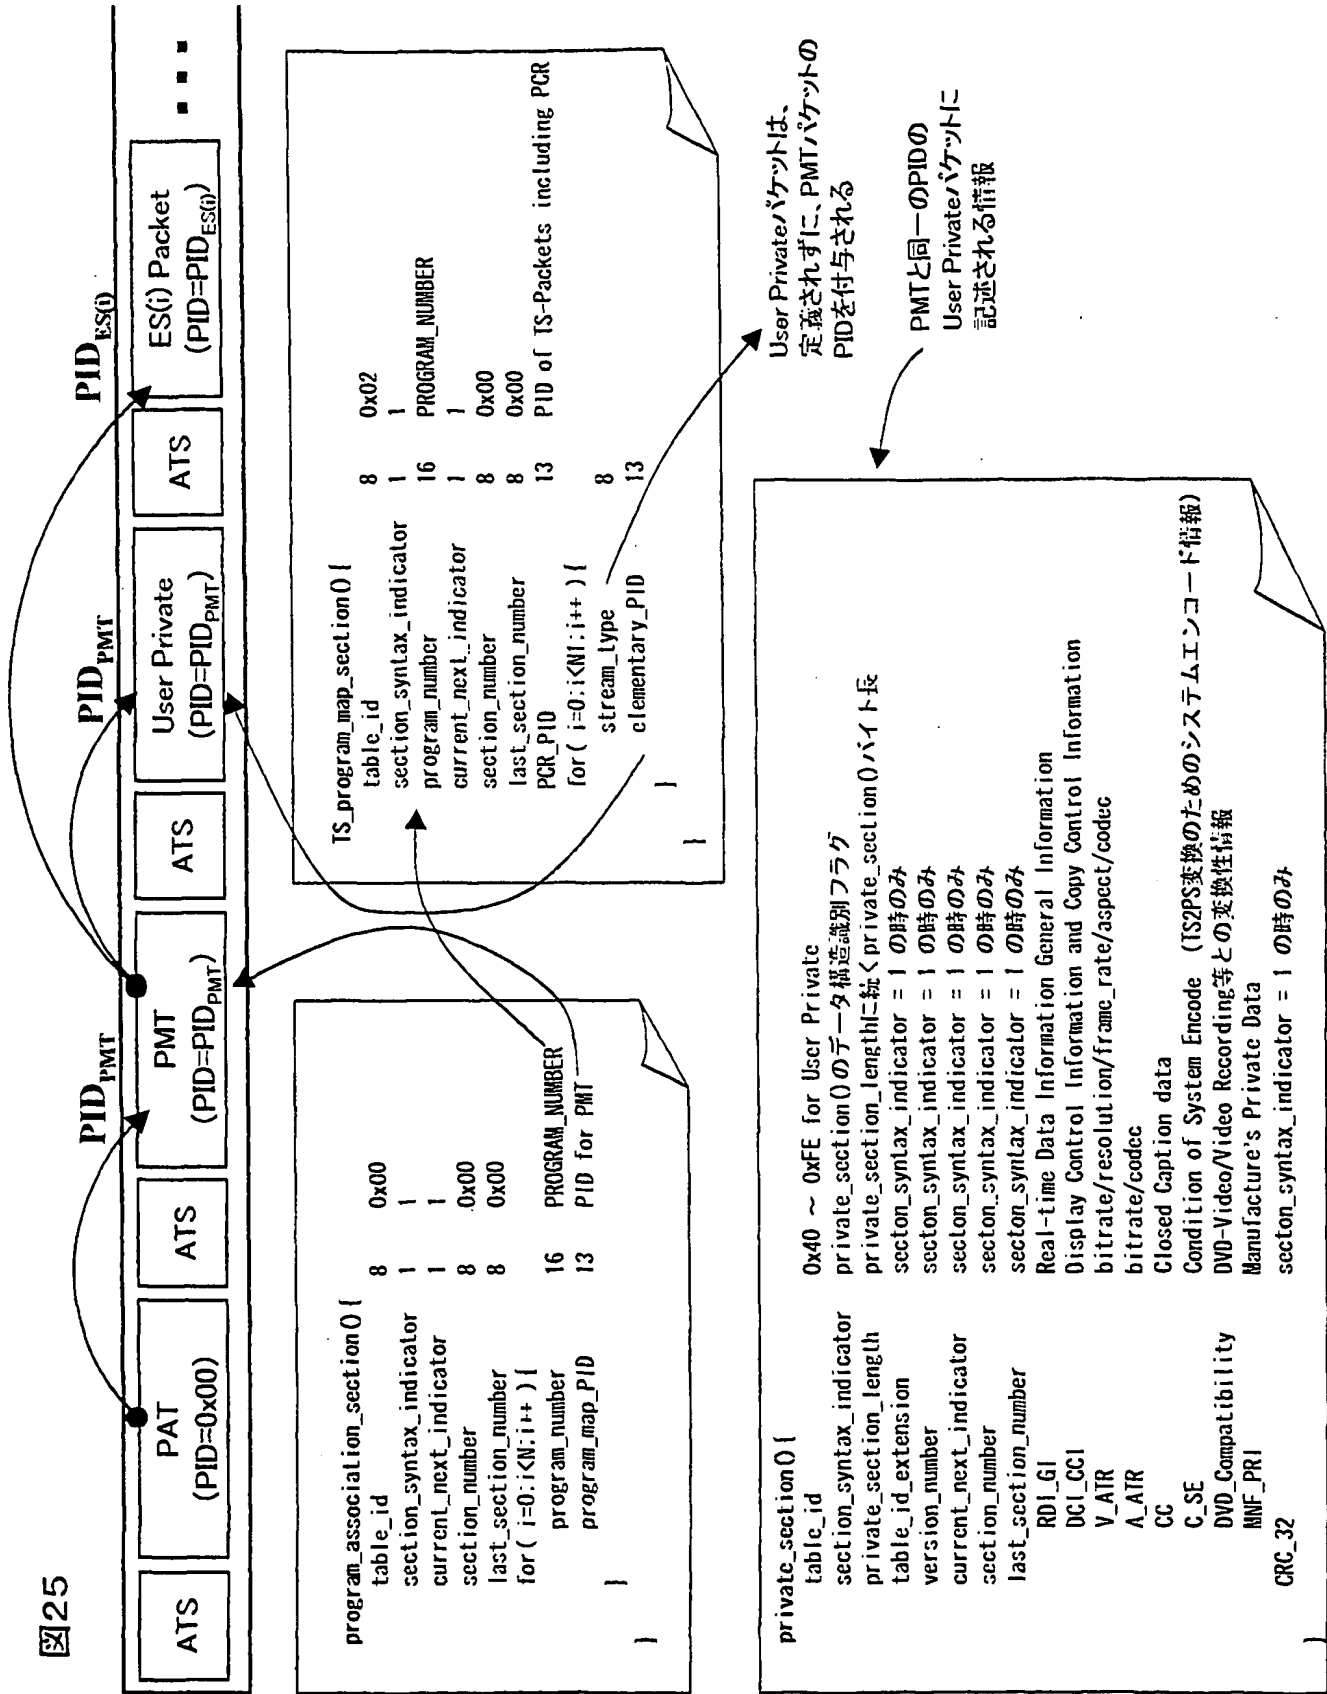 図25
PID_PMT
PID_PMT
PID_ES(i)
ATS
PAT
(PID=0x00)
ATS
PMT
(PID=PID_PMT)
ATS
User Private
(PID=PID_PMT)
ATS
ES(i) Packet
(PID=PID_ES(i))
program_association_section(){
table_id 8 0x00
section_syntax_indicator 1 1
current_next_indicator 1 1
section_number 8 0x00
last_section_number 8 0x00
for( i=0;i<N;i++ ){
program_number 16 PROGRAM_NUMBER
program_map_PID 13 PID for PMT
}
TS_program_map_section(){
table_id 8 0x02
section_syntax_indicator 1 1
program_number 16 PROGRAM_NUMBER
current_next_indicator 1 1
section_number 8 0x00
last_section_number 8 0x00
PCR_PID 13 PID of TS-Packets including PCR
for( i=0;i<N1;i++ ){
stream_type 8
elementary_PID 13
}
User Privateパケットは、
定義されずに、PMTパケットの
PIDを付与される
private_section(){
table_id 0x40 ~ 0xFE for User Private
section_syntax_indicator private_section()のデータ構造識別フラグ
private_section_length private_section_lengthに続くprivate_section()バイト長
table_id_extension secton_syntax_indicator = 1 の時のみ
version_number secton_syntax_indicator = 1 の時のみ
current_next_indicator secton_syntax_indicator = 1 の時のみ
section_number secton_syntax_indicator = 1 の時のみ
last_section_number secton_syntax_indicator = 1 の時のみ
RDI_GI Real-time Data Information General Information
DCI_CCI Display Control Information and Copy Control Information
V_ATR bitrate/resolution/frame_rate/aspect/codec
A_ATR bitrate/codec
CC Closed Caption data
C_SE Condition of System Encode (TS2PS変換のためのシステムエンコード情報)
DVD_Compatibility DVD-Video/Video Recording等との変換性情報
MNF_PRI Manufacture's Private Data
CRC_32 secton_syntax_indicator = 1 の時のみ
}
PMTと同一のPIDの
User Privateパケットに
記述される情報